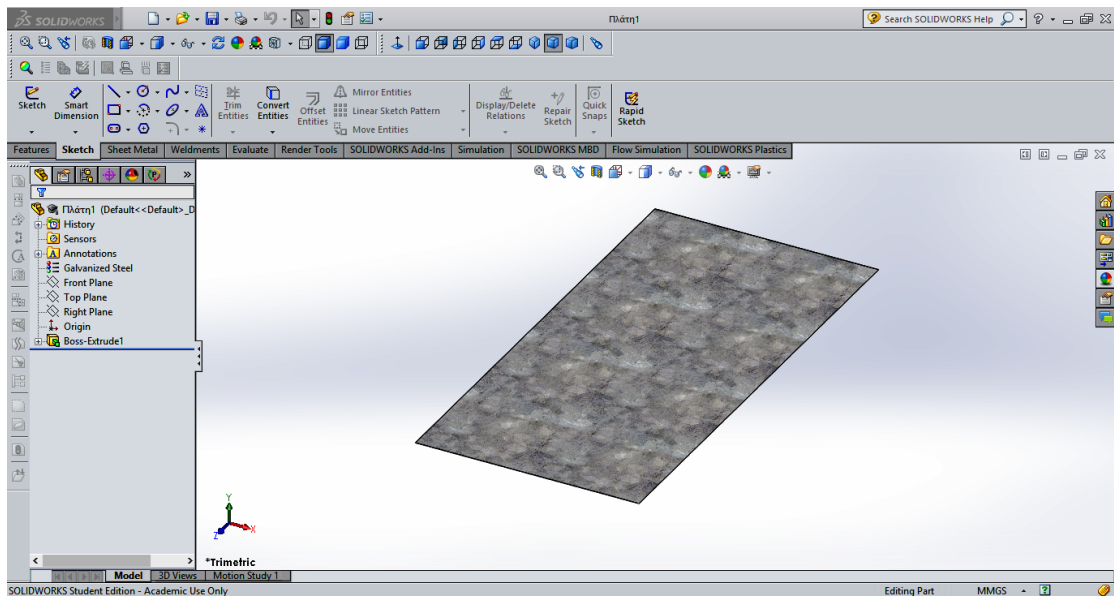 SOLIDWORKS
Πλάτη1
Search SOLIDWORKS Help
Sketch
Smart Dimension
Trim Entities
Convert Entities
Offset Entities
Mirror Entities
Linear Sketch Pattern
Move Entities
Display/Delete Relations
Repair Sketch
Quick Snaps
Rapid Sketch
Features Sketch Sheet Metal Weldments Evaluate Render Tools SOLIDWORKS Add-Ins Simulation SOLIDWORKS MBD Flow Simulation SOLIDWORKS Plastics
Πλάτη1 (Default<<Default>_D
History
Sensors
A Annotations
Galvanized Steel
Front Plane
Top Plane
Right Plane
Origin
Boss-Extrude1
Y
X
Z
*Trimetric
Model 3D Views Motion Study 1
SOLIDWORKS Student Edition - Academic Use Only
Editing Part MMGS